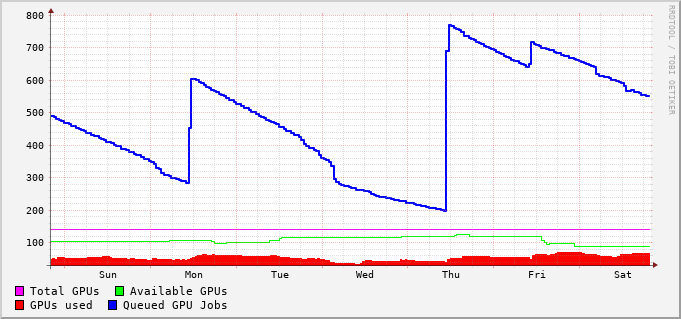 800
700
600
500
400
300
200
100
Sun Mon Tue Wed Thu Fri Sat
Total GPUs Available GPUs
GPUs used Queued GPU Jobs
RRDTOOL / TOBI OETIKER